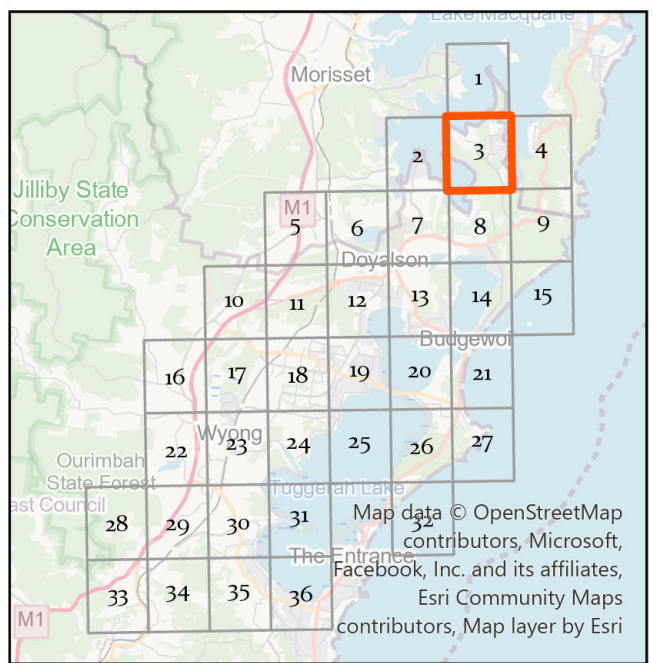 Lake Macquarie
Morisset
1
2
3
4
Jilliby State
Conservation
Area
M1
5
6
7
8
9
Doyalson
10
11
12
13
14
15
Budgewoi
16
17
18
19
20
21
Wyong
22
23
24
25
26
27
Ourimbah
State Forest
ast Council
Tuggerah Lake
28
29
30
31
32
The Entrance
33
34
35
36
M1
Map data © OpenStreetMap
contributors, Microsoft,
Facebook, Inc. and its affiliates,
Esri Community Maps
contributors, Map layer by Esri